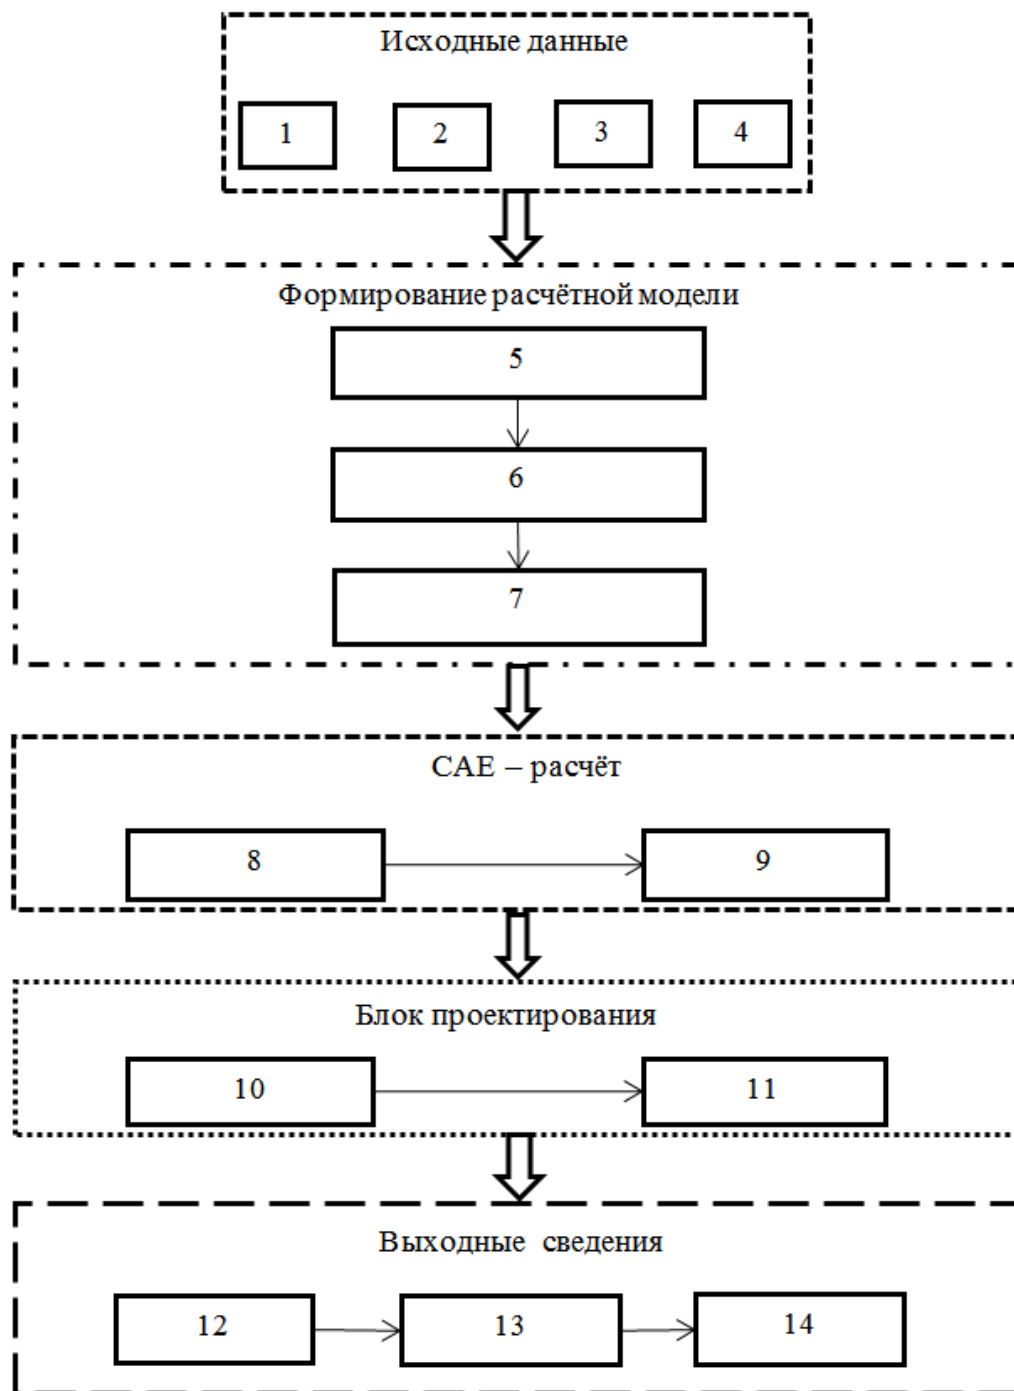 Исходные данные
1 2 3 4
Формирование расчётной модели
5
6
7
CAE – расчёт
8 9
Блок проектирования
10 11
Выходные сведения
12 13 14